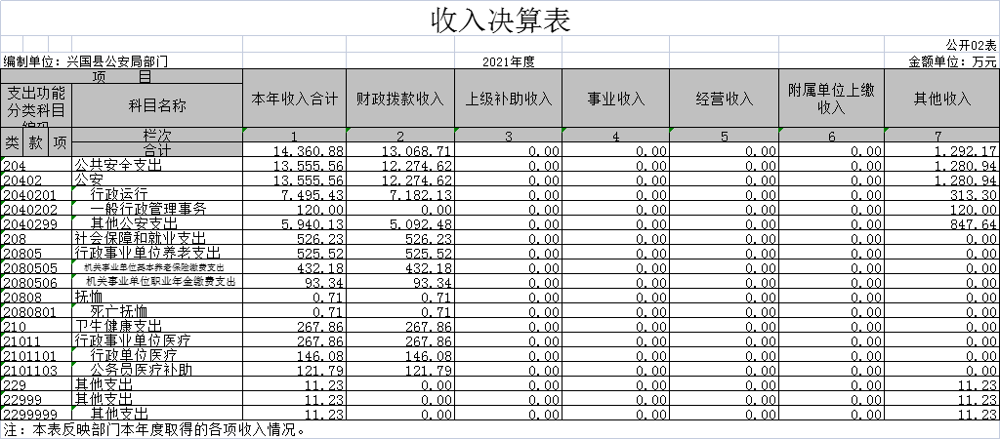 收入决算表
公开02表
编制单位：兴国县公安局部门 2021年度 金额单位：万元
项 目 本年收入合计 财政拨款收入 上级补助收入 事业收入 经营收入 附属单位上缴收入 其他收入
支出功能分类科目编码 科目名称
类 款 项 栏次 1 2 3 4 5 6 7
合计 14,360.88 13,068.71 0.00 0.00 0.00 0.00 1,292.17
204 公共安全支出 13,555.56 12,274.62 0.00 0.00 0.00 0.00 1,280.94
20402 公安 13,555.56 12,274.62 0.00 0.00 0.00 0.00 1,280.94
2040201 行政运行 7,495.43 7,182.13 0.00 0.00 0.00 0.00 313.30
2040202 一般行政管理事务 120.00 0.00 0.00 0.00 0.00 0.00 120.00
2040299 其他公安支出 5,940.13 5,092.48 0.00 0.00 0.00 0.00 847.64
208 社会保障和就业支出 526.23 526.23 0.00 0.00 0.00 0.00 0.00
20805 行政事业单位养老支出 525.52 525.52 0.00 0.00 0.00 0.00 0.00
2080505 机关事业单位基本养老保险缴费支出 432.18 432.18 0.00 0.00 0.00 0.00 0.00
2080506 机关事业单位职业年金缴费支出 93.34 93.34 0.00 0.00 0.00 0.00 0.00
20808 抚恤 0.71 0.71 0.00 0.00 0.00 0.00 0.00
2080801 死亡抚恤 0.71 0.71 0.00 0.00 0.00 0.00 0.00
210 卫生健康支出 267.86 267.86 0.00 0.00 0.00 0.00 0.00
21011 行政事业单位医疗 267.86 267.86 0.00 0.00 0.00 0.00 0.00
2101101 行政单位医疗 146.08 146.08 0.00 0.00 0.00 0.00 0.00
2101103 公务员医疗补助 121.79 121.79 0.00 0.00 0.00 0.00 0.00
229 其他支出 11.23 0.00 0.00 0.00 0.00 0.00 11.23
22999 其他支出 11.23 0.00 0.00 0.00 0.00 0.00 11.23
2299999 其他支出 11.23 0.00 0.00 0.00 0.00 0.00 11.23
注：本表反映部门本年度取得的各项收入情况。